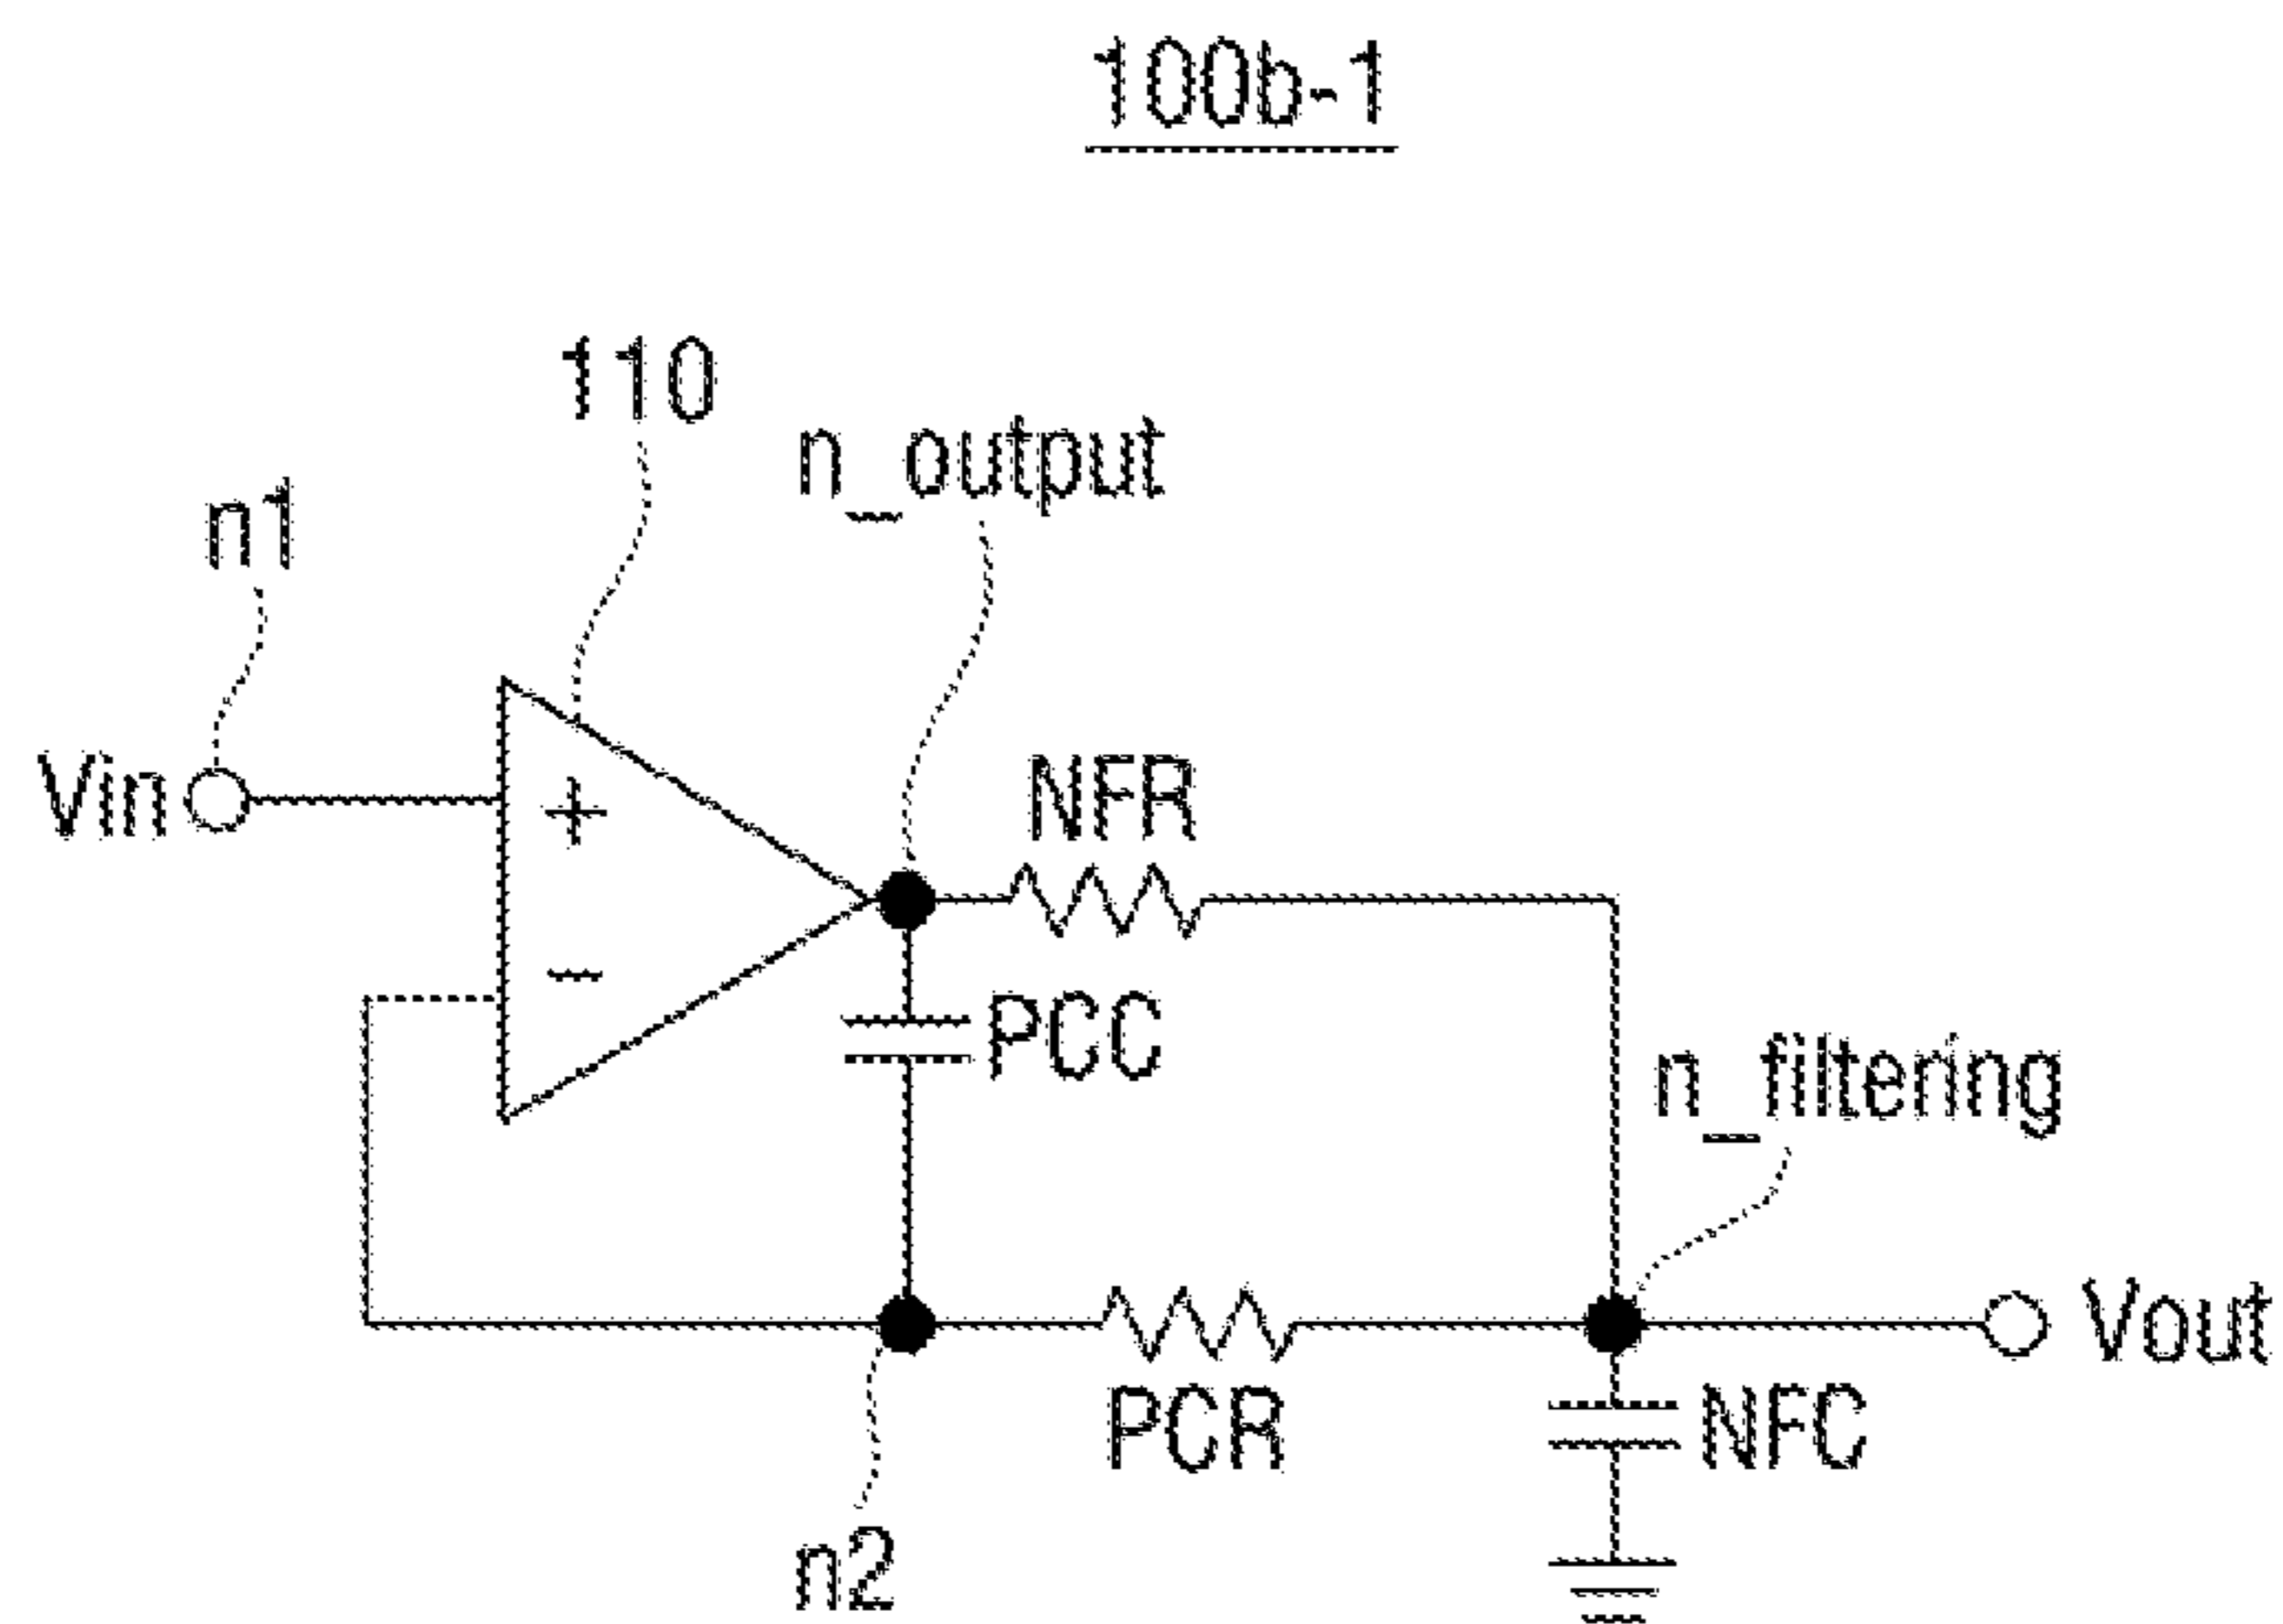 100b-1
110
n_output
n1
Vin
+
NFR
−
PCC
n_filtering
Vout
PCR
NFC
n2